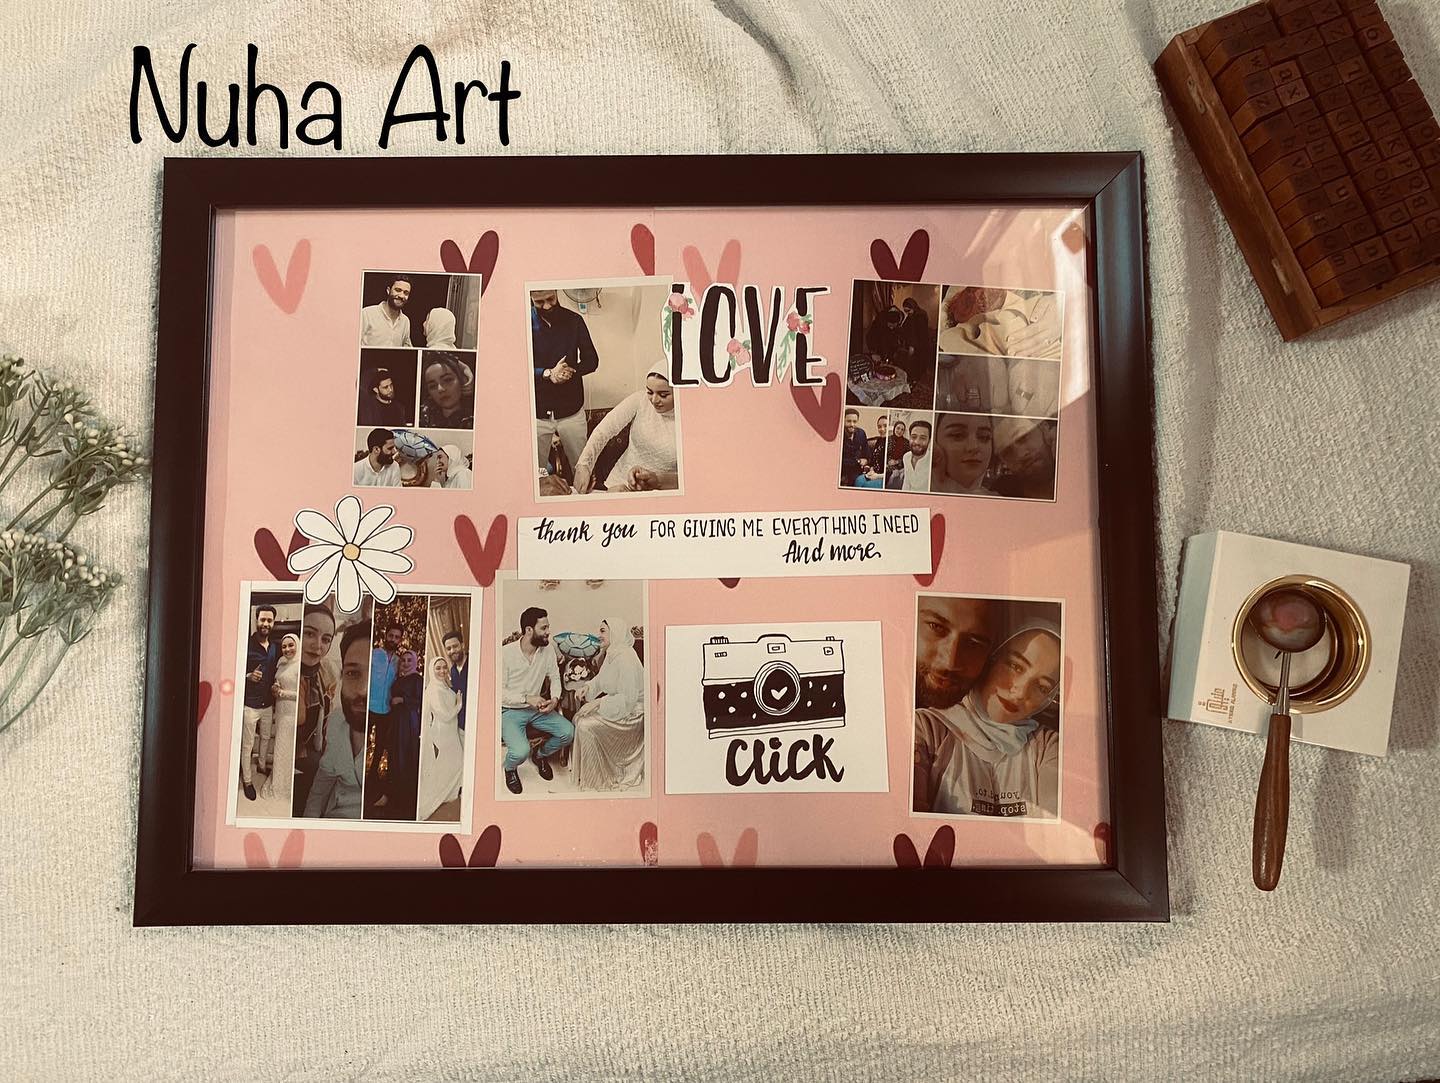 Nuha Art
LOVE
thank you FOR GIVING ME EVERYTHING I NEED
And more
CLICK